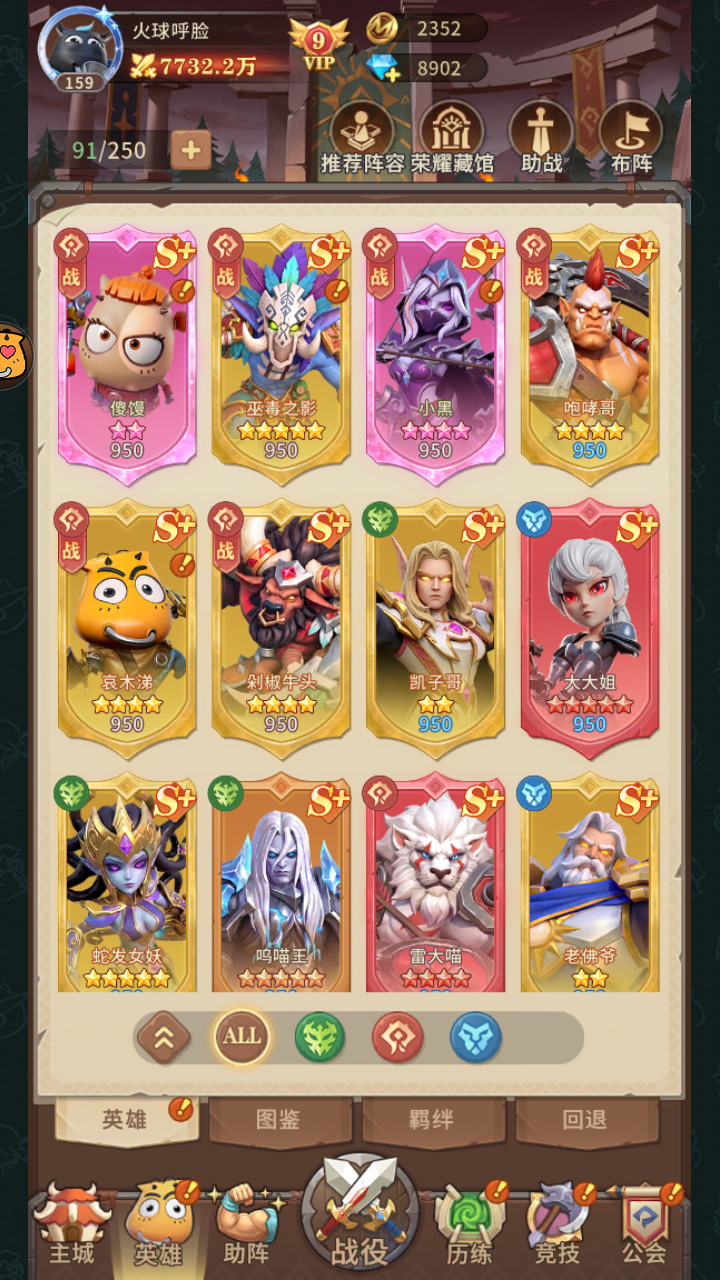 火球呼脸
159
7732.2万
9
VIP
2352
8902
91/250
推荐阵容 荣耀藏馆 助战 布阵
战 S+ 战 S+ 战 S+ 战 S+
傻馒 巫毒之影 小黑 咆哮哥
950 950 950 950
战 S+ 战 S+ S+ S+
哀木涕 剁椒牛头 凯子哥 大大姐
950 950 950 950
S+ S+ S+ S+
蛇发女妖 呜喵王 雷大喵 老佛爷
ALL
英雄 图鉴 羁绊 回退
主城 英雄 助阵 战役 历练 竞技 公会